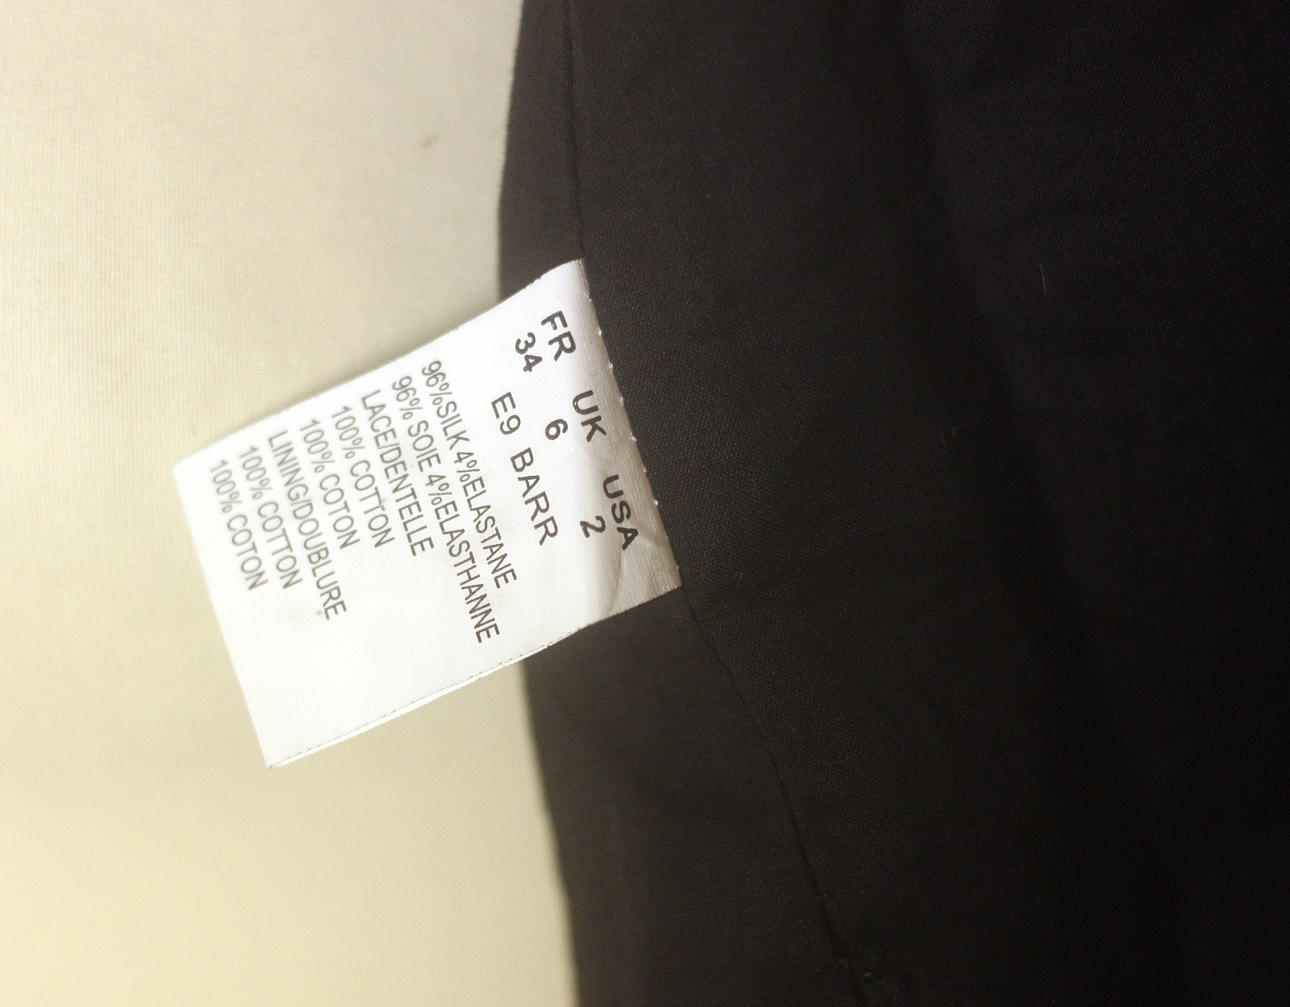 FR UK USA
34 6 2
E9 BARR
96%SILK 4%ELASTANE
96% SOIE 4%ELASTHANNE
LACE/DENTELLE
100% COTTON
100% COTON
LINING/DOUBLURE
100% COTTON
100% COTON